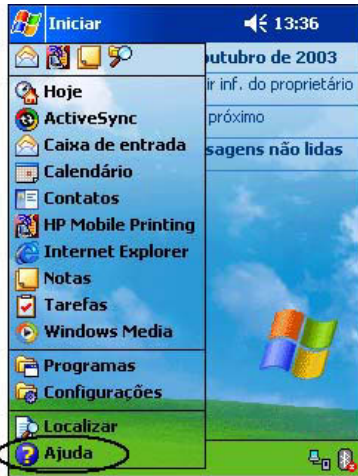 Iniciar 13:36
outubro de 2003
ir inf. do proprietário
Hoje
próximo
ActiveSync
Caixa de entrada
sagens não lidas
Calendário
Contatos
HP Mobile Printing
Internet Explorer
Notas
Tarefas
Windows Media
Programas
Configurações
Localizar
Ajuda